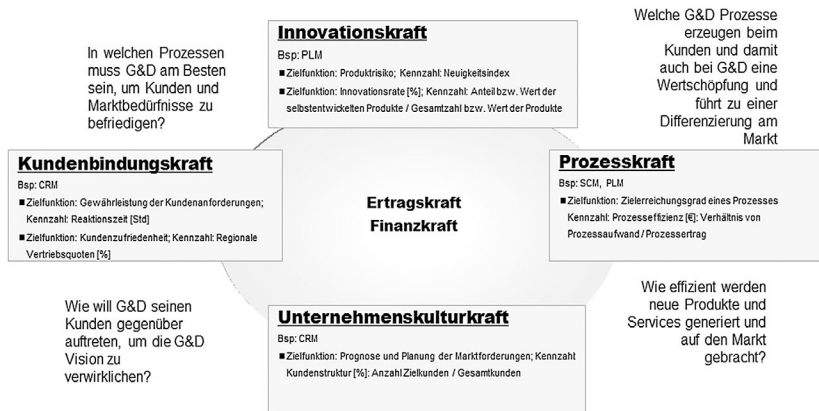 Innovationskraft
Bsp: PLM
■Zielfunktion: Produktrisiko; Kennzahl: Neuigkeitsindex
■Zielfunktion: Innovationsrate [%]; Kennzahl: Anteil bzw. Wert der
selbstentwickelten Produkte / Gesamtzahl bzw. Wert der Produkte
In welchen Prozessen
muss G&D am Besten
sein, um Kunden und
Marktbedürfnisse zu
befriedigen?
Welche G&D Prozesse
erzeugen beim
Kunden und damit
auch bei G&D eine
Wertschöpfung und
führt zu einer
Differenzierung am
Markt
Kundenbindungskraft
Bsp: CRM
■Zielfunktion: Gewährleistung der Kundenanforderungen;
Kennzahl: Reaktionszeit [Std]
■Zielfunktion: Kundenzufriedenheit; Kennzahl: Regionale
Vertriebsquoten [%]
Ertragskraft
Finanzkraft
Prozesskraft
Bsp: SCM, PLM
■Zielfunktion: Zielerreichungsgrad eines Prozesses
Kennzahl: Prozesseffizienz [€]: Verhältnis von
Prozessaufwand / Prozessertrag
Wie will G&D seinen
Kunden gegenüber
auftreten, um die G&D
Vision zu
verwirklichen?
Unternehmenskulturkraft
Bsp: CRM
■Zielfunktion: Prognose und Planung der Marktforderungen; Kennzahl
Kundenstruktur [%]: Anzahl Zielkunden / Gesamtkunden
Wie effizient werden
neue Produkte und
Services generiert und
auf den Markt
gebracht?